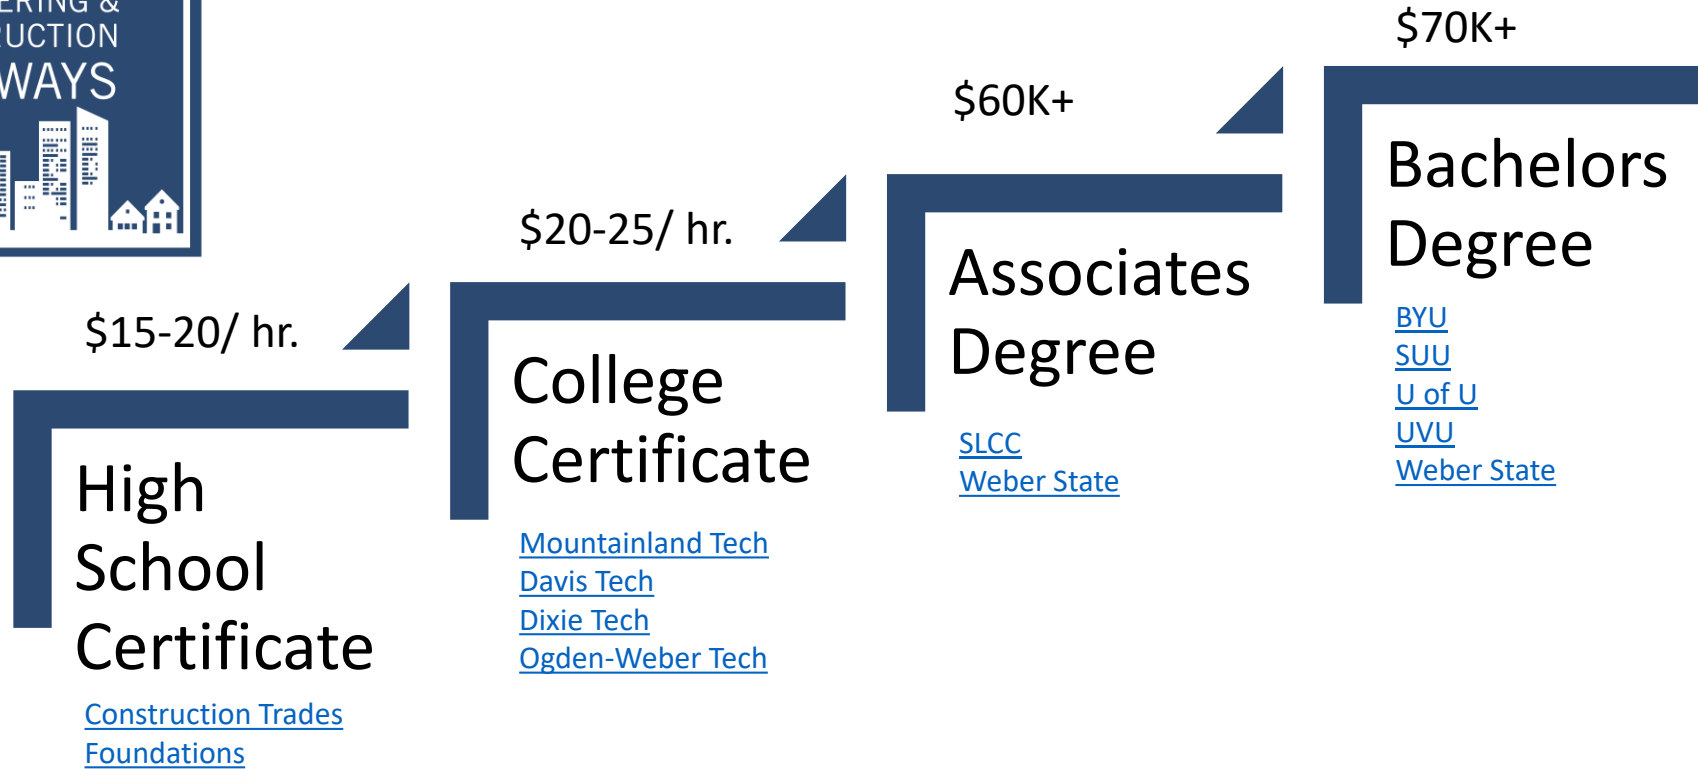 UCTION
WAYS
$15-20/ hr.
High
School
Certificate
Construction Trades
Foundations
$20-25/ hr.
College
Certificate
Mountainland Tech
Davis Tech
Dixie Tech
Ogden-Weber Tech
$60K+
Associates
Degree
SLCC
Weber State
$70K+
Bachelors
Degree
BYU
SUU
U of U
UVU
Weber State